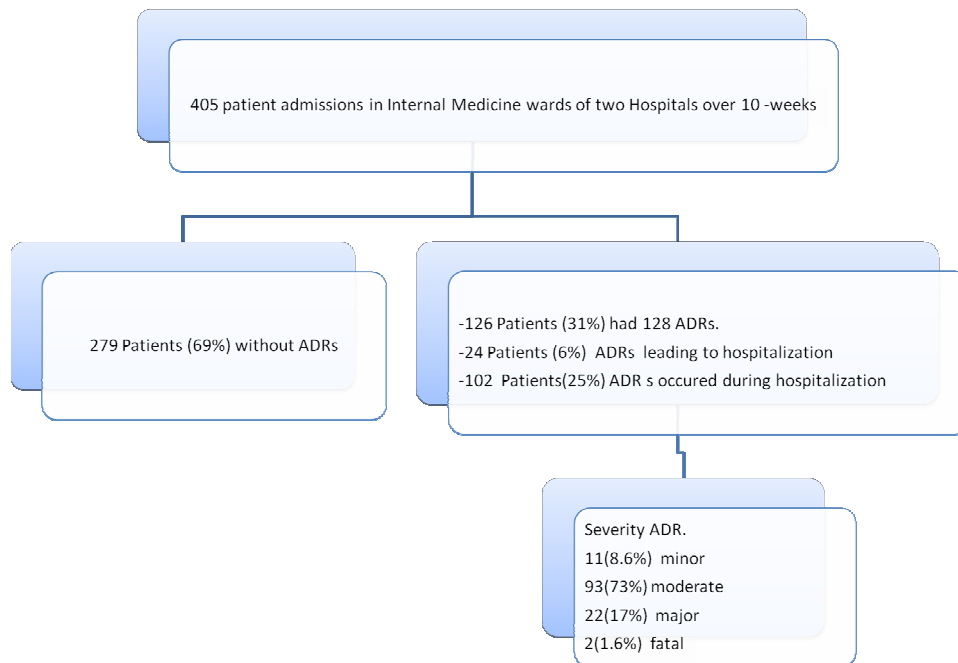 405 patient admissions in Internal Medicine wards of two Hospitals over 10 -weeks
279 Patients (69%) without ADRs
-126 Patients (31%) had 128 ADRs.
-24 Patients (6%) ADRs leading to hospitalization
-102 Patients(25%) ADR s occured during hospitalization
Severity ADR.
11(8.6%) minor
93(73%) moderate
22(17%) major
2(1.6%) fatal